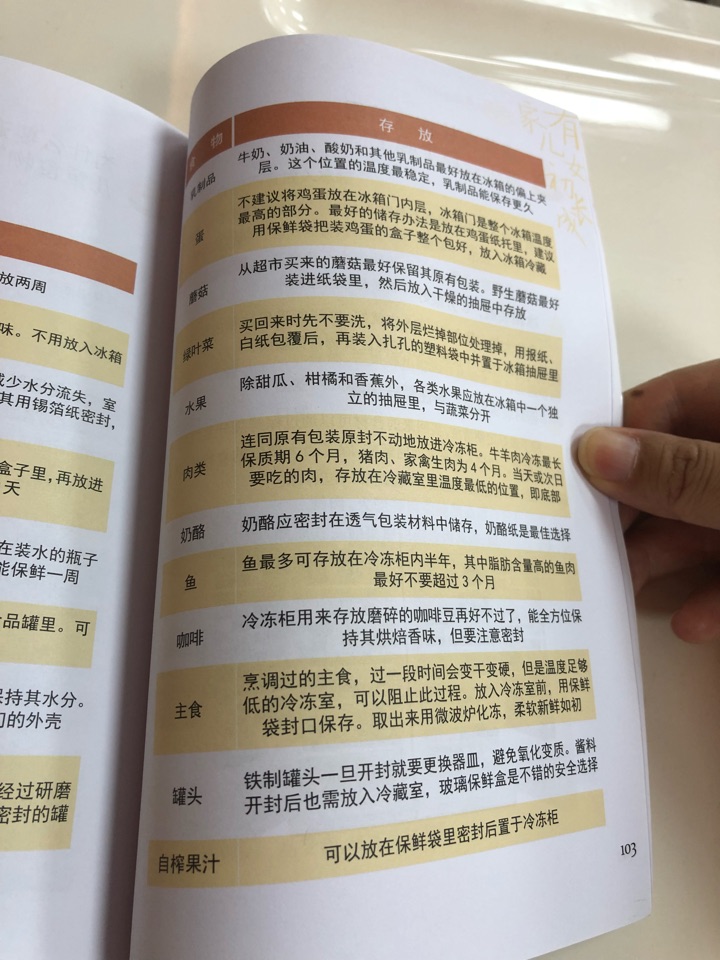 放两周
味。不用放入冰箱
减少水分流失，室
其用锡箔纸密封，
盒子里，再放进
天
在装水的瓶子
能保鲜一周
品罐里。可
保持其水分。
的外壳
经过研磨
密封的罐
物
存 放
乳制品
牛奶、奶油、酸奶和其他乳制品最好放在冰箱的偏上夹
层。这个位置的温度最稳定，乳制品能保存更久
蛋
不建议将鸡蛋放在冰箱门内层，冰箱门是整个冰箱温度
最高的部分。最好的储存办法是放在鸡蛋纸托里，建议
用保鲜袋把装鸡蛋的盒子整个包好，放入冰箱冷藏
蘑菇
从超市买来的蘑菇最好保留其原有包装。野生蘑菇最好
装进纸袋里，然后放入干燥的抽屉中存放
绿叶菜
买回来时先不要洗，将外层烂掉部位处理掉，用报纸、
白纸包覆后，再装入扎孔的塑料袋中并置于冰箱抽屉里
水果
除甜瓜、柑橘和香蕉外，各类水果应放在冰箱中一个独
立的抽屉里，与蔬菜分开
肉类
连同原有包装原封不动地放进冷冻柜。牛羊肉冷冻最长
保质期6个月，猪肉、家禽生肉为4个月。当天或次日
要吃的肉，存放在冷藏室里温度最低的位置，即底部
奶酪
奶酪应密封在透气包装材料中储存，奶酪纸是最佳选择
鱼
鱼最多可存放在冷冻柜内半年，其中脂肪含量高的鱼肉
最好不要超过3个月
咖啡
冷冻柜用来存放磨碎的咖啡豆再好不过了，能全方位保
持其烘焙香味，但要注意密封
主食
烹调过的主食，过一段时间会变干变硬，但是温度足够
低的冷冻室，可以阻止此过程。放入冷冻室前，用保鲜
袋封口保存。取出来用微波炉化冻，柔软新鲜如初
罐头
铁制罐头一旦开封就要更换器皿，避免氧化变质。酱料
开封后也需放入冷藏室，玻璃保鲜盒是不错的安全选择
自榨果汁
可以放在保鲜袋里密封后置于冷冻柜
103
家有儿女初长成